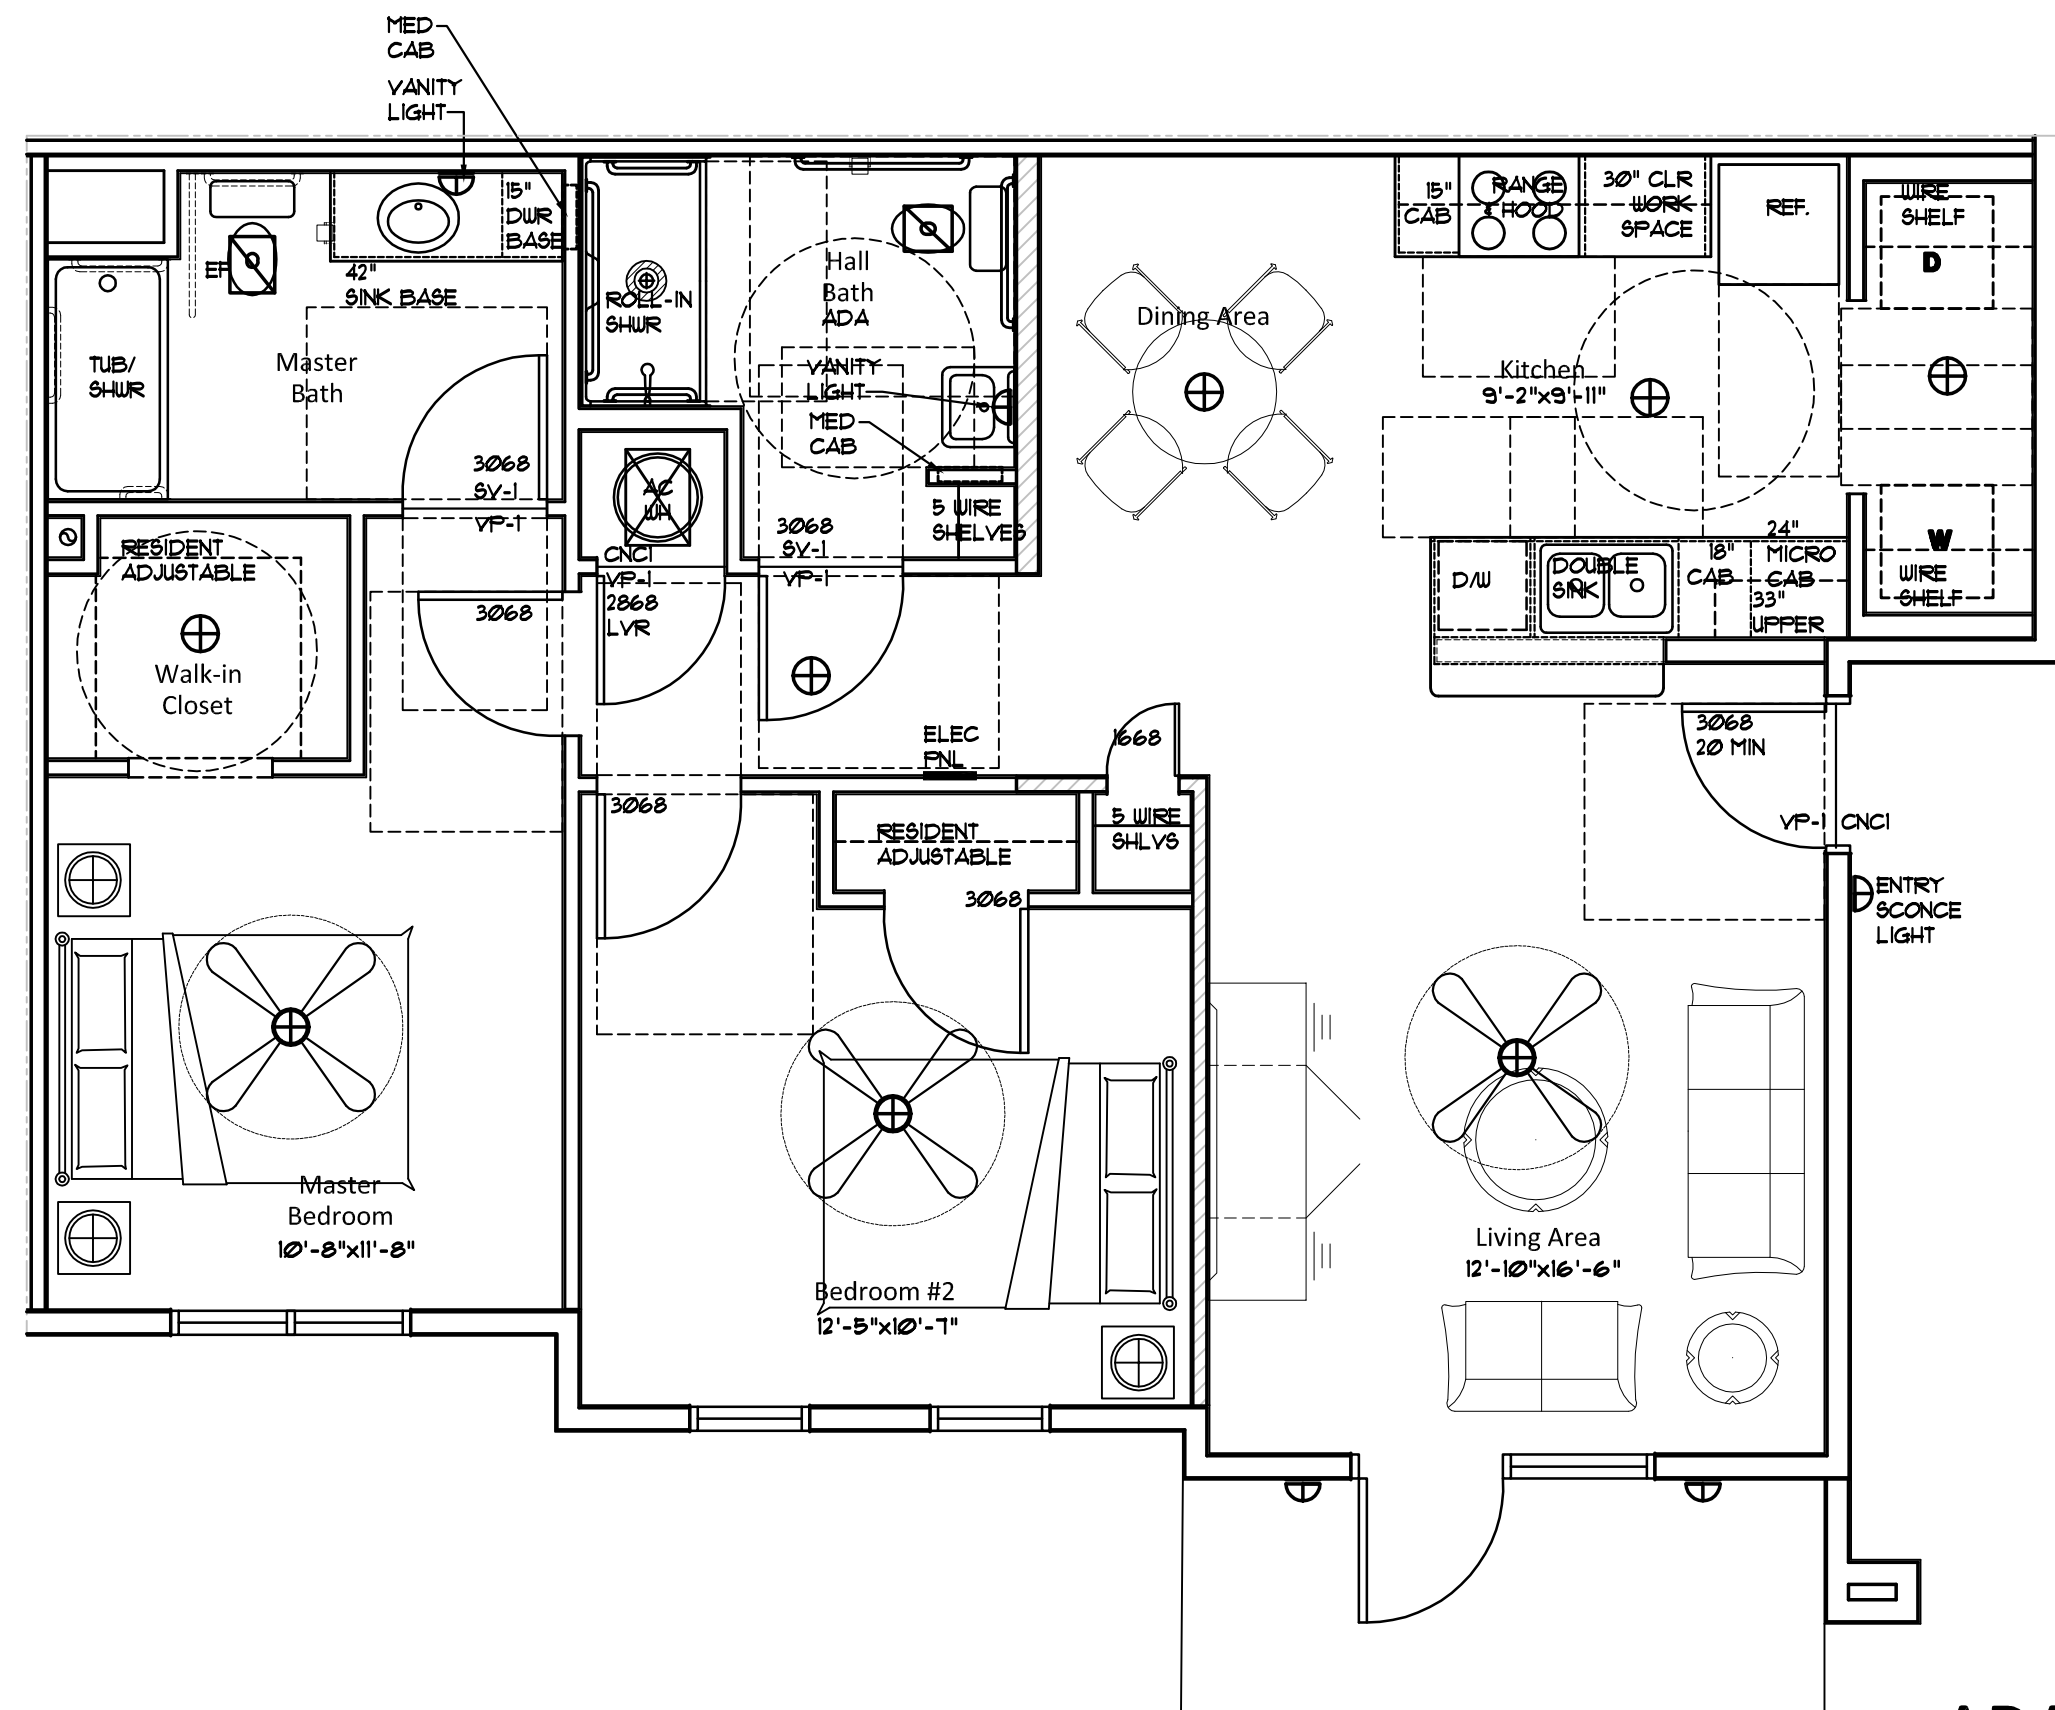 MED
CAB
VANITY
LIGHT
15"
DWR
BASE
42"
SINK BASE
TUB/
SHWR
Master
Bath
3068
SV-1
VP-1
ROLL-IN
SHWR
Hall
Bath
ADA
VANITY
LIGHT
MED
CAB
5 WIRE
SHELVES
AC
WH
3068
SV-1
VP-1
CNC1
VP-1
2868
LVR
Dining Area
15"
CAB
RANGE
& HOOD
30" CLR
WORK
SPACE
REF.
WIRE
SHELF
D
Kitchen
9'-2"x9'-11"
W
WIRE
SHELF
D/W
DOUBLE
SINK
18"
CAB
24"
MICRO
CAB
33"
UPPER
RESIDENT
ADJUSTABLE
Walk-in
Closet
3068
ELEC
PNL
1668
3068
20 MIN
VP-1
CNC1
ENTRY
SCONCE
LIGHT
3068
RESIDENT
ADJUSTABLE
3068
5 WIRE
SHLVS
Master
Bedroom
10'-8"x11'-8"
Bedroom #2
12'-5"x10'-7"
Living Area
12'-10"x16'-6"